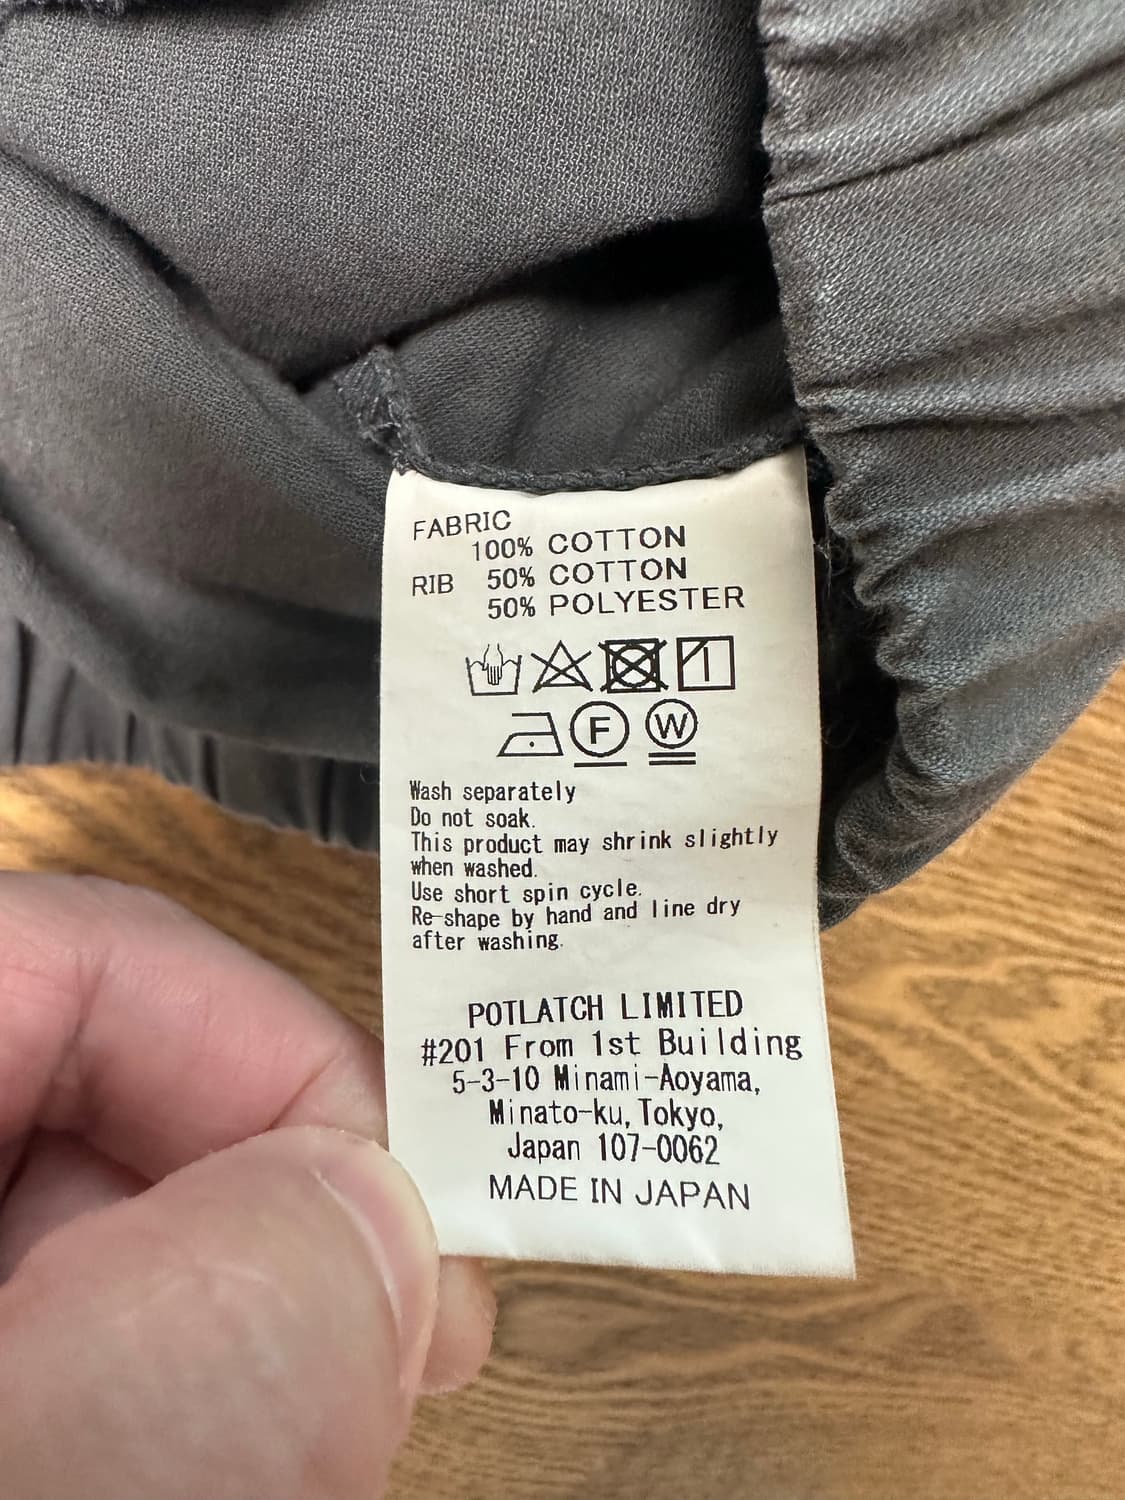 FABRIC
100% COTTON
RIB 50% COTTON
50% POLYESTER
F W
Wash separately
Do not soak.
This product may shrink slightly
when washed.
Use short spin cycle.
Re-shape by hand and line dry
after washing.
POTLATCH LIMITED
#201 From 1st Building
5-3-10 Minami-Aoyama,
Minato-ku, Tokyo,
Japan 107-0062
MADE IN JAPAN